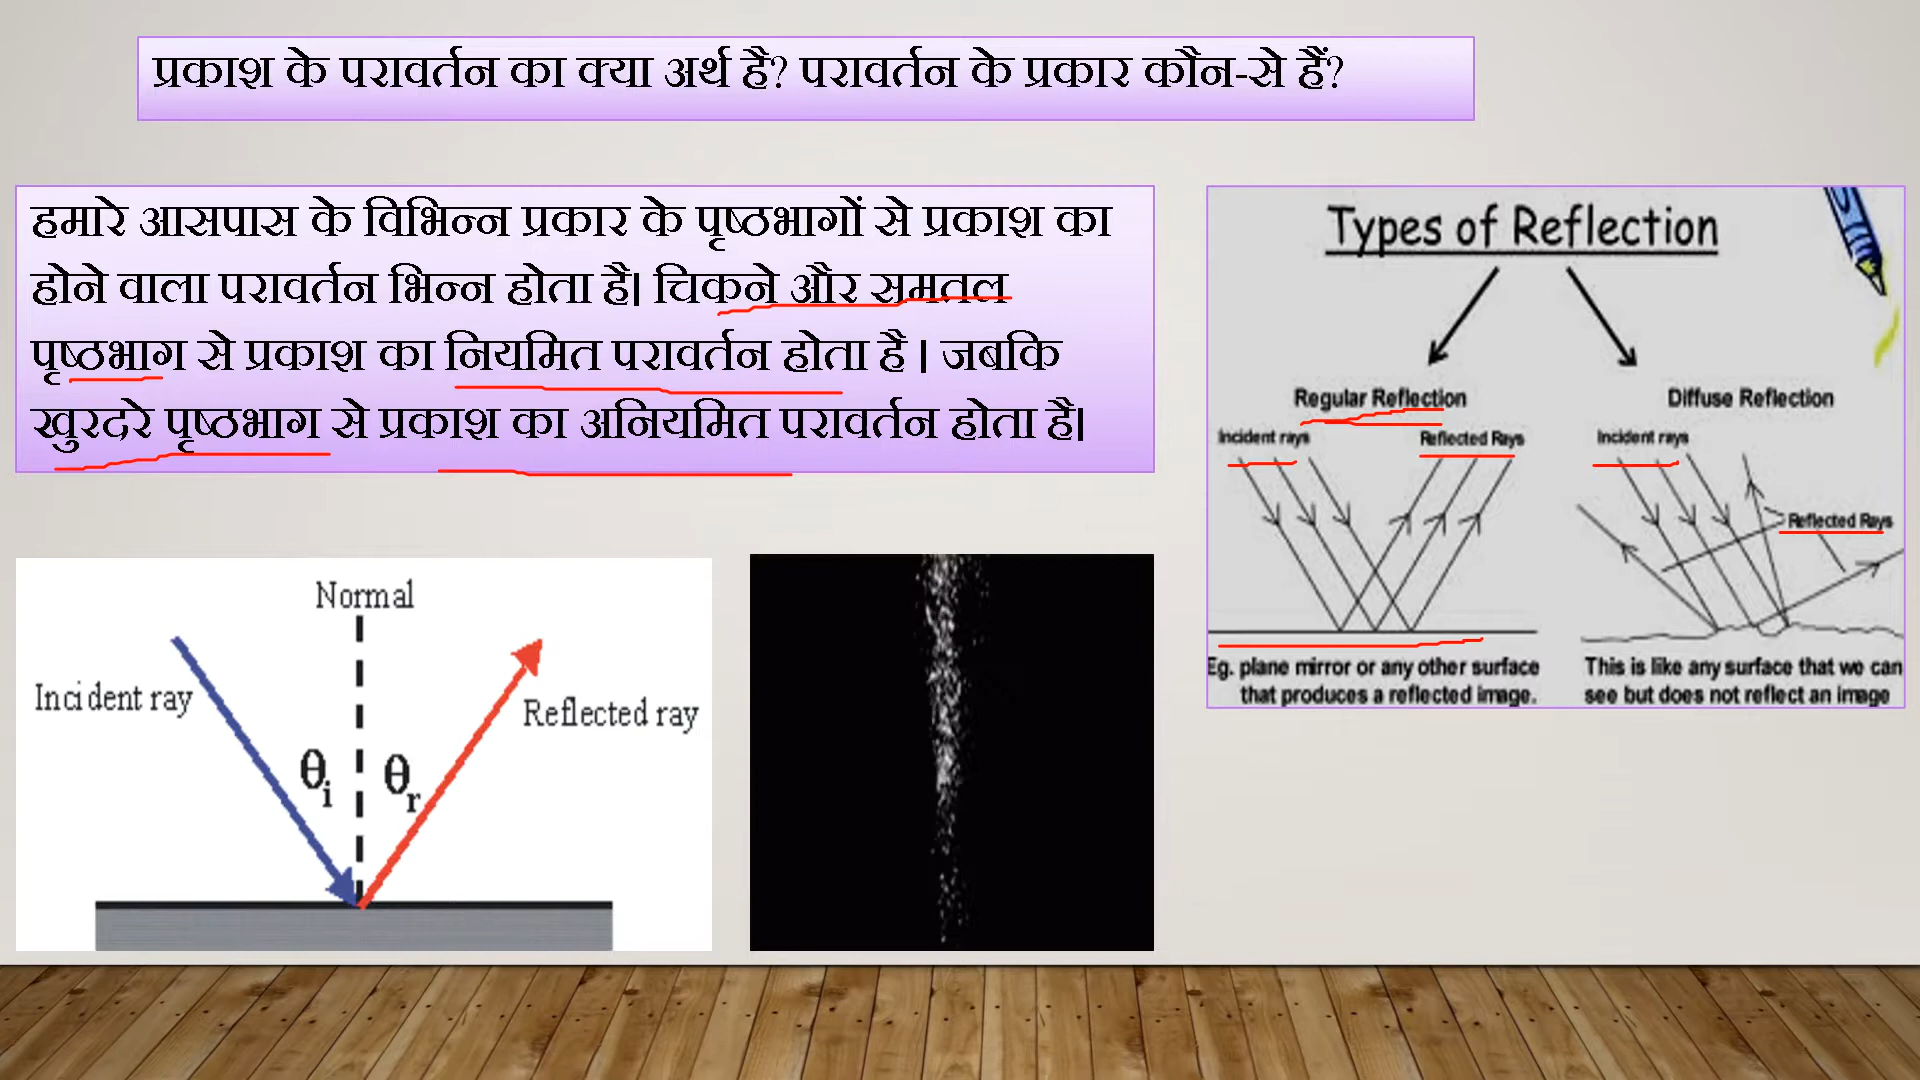 प्रकाश के परावर्तन का क्या अर्थ है? परावर्तन के प्रकार कौन-से हैं?
हमारे आसपास के विभिन्न प्रकार के पृष्ठभागों से प्रकाश का
होने वाला परावर्तन भिन्न होता है। चिकने और समतल
पृष्ठभाग से प्रकाश का नियमित परावर्तन होता है । जबकि
खुरदरे पृष्ठभाग से प्रकाश का अनियमित परावर्तन होता है।
Types of Reflection
Regular Reflection
Diffuse Reflection
Incident rays
Reflected Rays
Incident rays
Reflected Rays
Eg. plane mirror or any other surface
that produces a reflected image.
This is like any surface that we can
see but does not reflect an image
Normal
Incident ray
Reflected ray
θi
θr